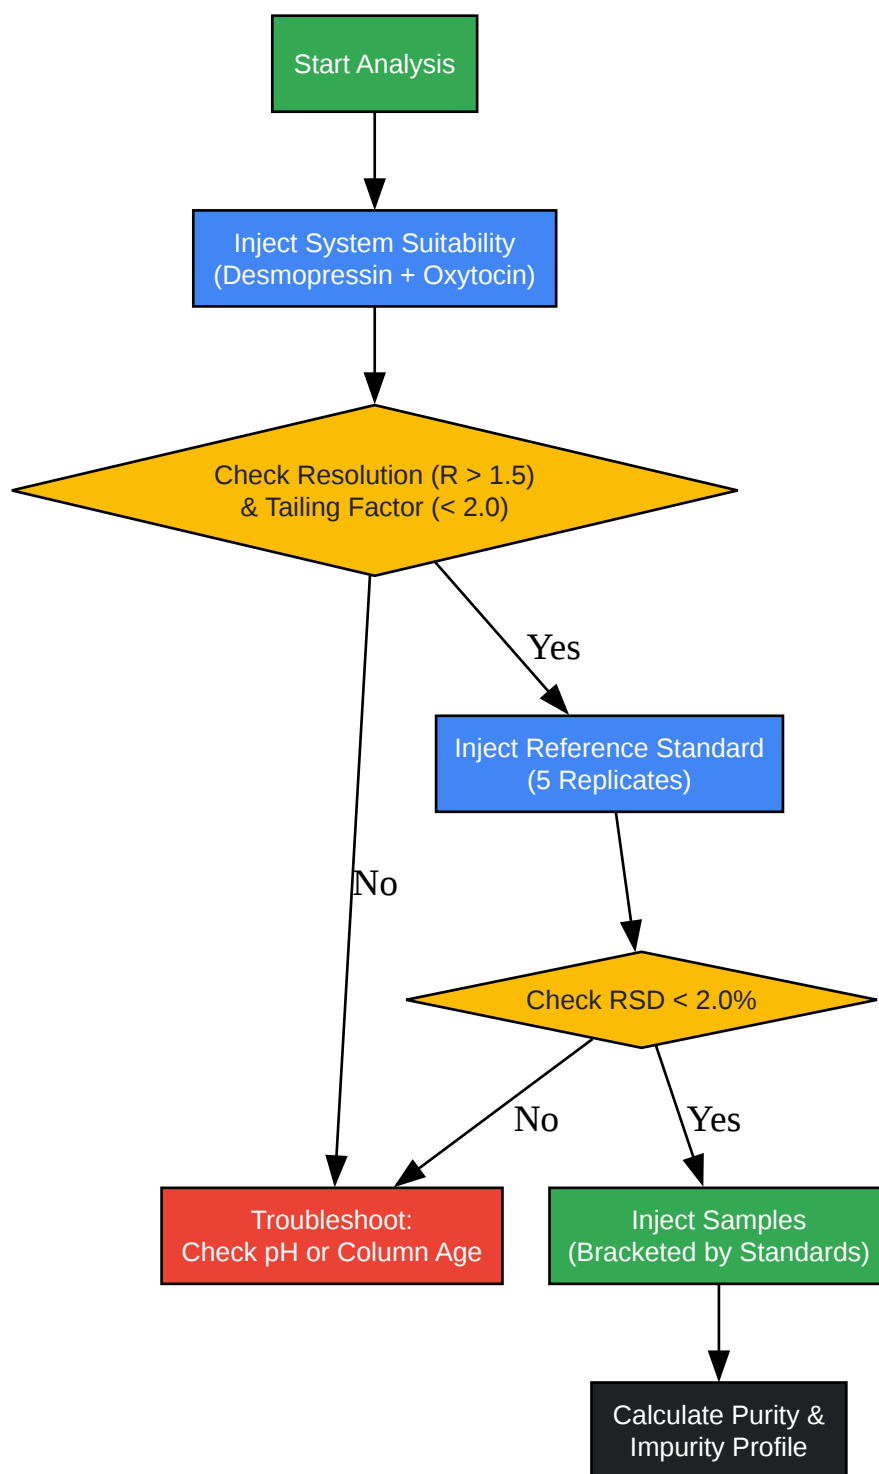 Start Analysis
Inject System Suitability
(Desmopressin + Oxytocin)
Check Resolution (R > 1.5)
& Tailing Factor (< 2.0)
Yes
Inject Reference Standard
(5 Replicates)
No
Check RSD < 2.0%
No
Yes
Troubleshoot:
Check pH or Column Age
Inject Samples
(Bracketed by Standards)
Calculate Purity &
Impurity Profile